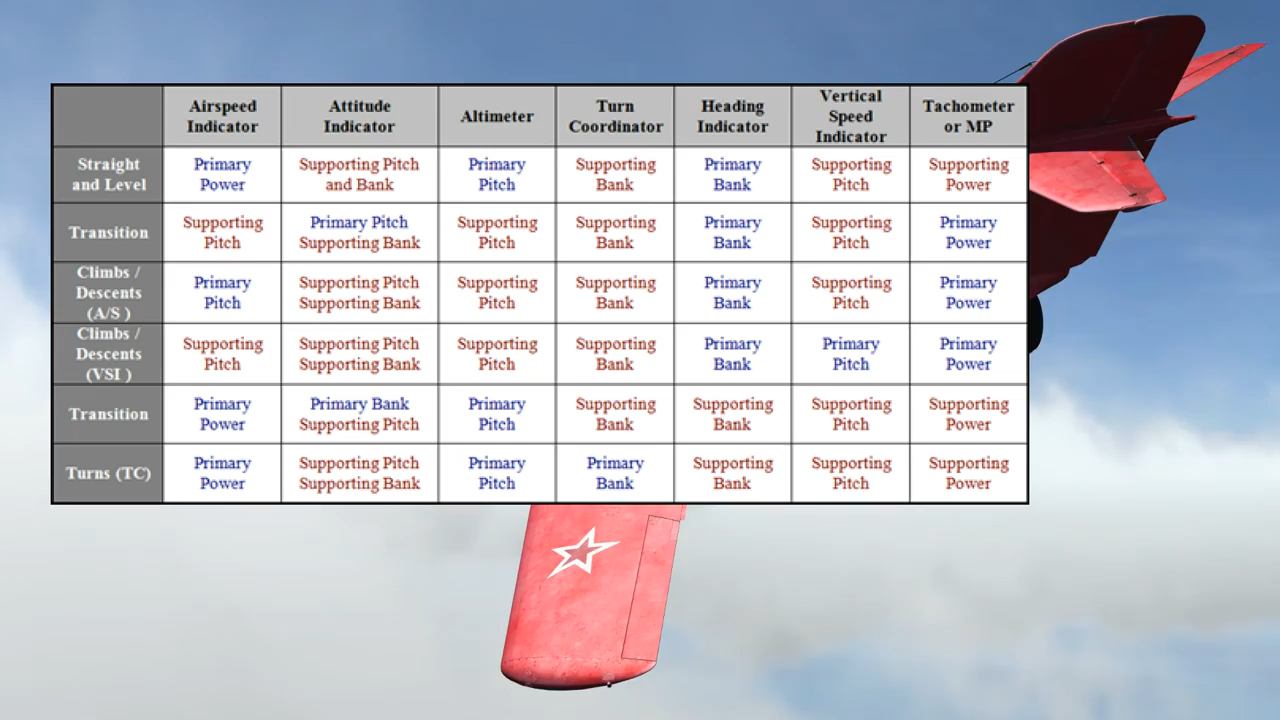 Airspeed Indicator | Attitude Indicator | Altimeter | Turn Coordinator | Heading Indicator | Vertical Speed Indicator | Tachometer or MP
Straight and Level | Primary Power | Supporting Pitch and Bank | Primary Pitch | Supporting Bank | Primary Bank | Supporting Pitch | Supporting Power
Transition | Supporting Pitch | Primary Pitch Supporting Bank | Supporting Pitch | Supporting Bank | Primary Bank | Supporting Pitch | Primary Power
Climbs / Descents (A/S ) | Primary Pitch | Supporting Pitch Supporting Bank | Supporting Pitch | Supporting Bank | Primary Bank | Supporting Pitch | Primary Power
Climbs / Descents (VSI ) | Supporting Pitch | Supporting Pitch Supporting Bank | Supporting Pitch | Supporting Bank | Primary Bank | Primary Pitch | Primary Power
Transition | Primary Power | Primary Bank Supporting Pitch | Primary Pitch | Supporting Bank | Supporting Bank | Supporting Pitch | Supporting Power
Turns (TC) | Primary Power | Supporting Pitch Supporting Bank | Primary Pitch | Primary Bank | Supporting Bank | Supporting Pitch | Supporting Power